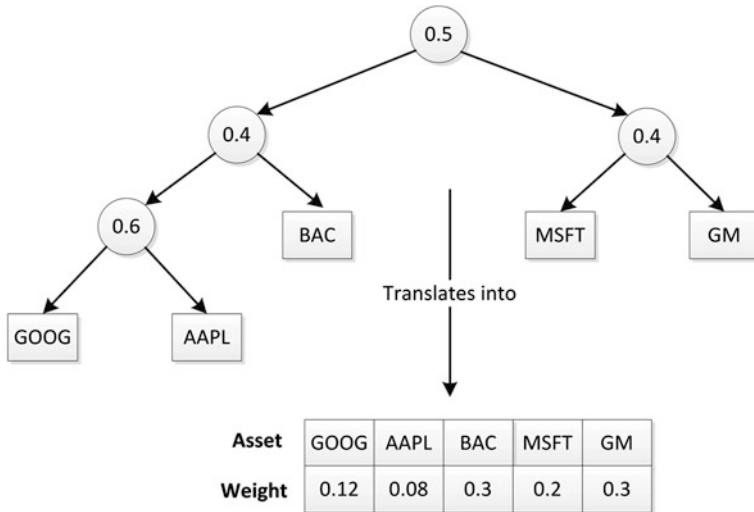 0.5
0.4
0.4
0.6
BAC
MSFT
GM
Translates into
GOOG
AAPL
Asset GOOG AAPL BAC MSFT GM
Weight 0.12 0.08 0.3 0.2 0.3